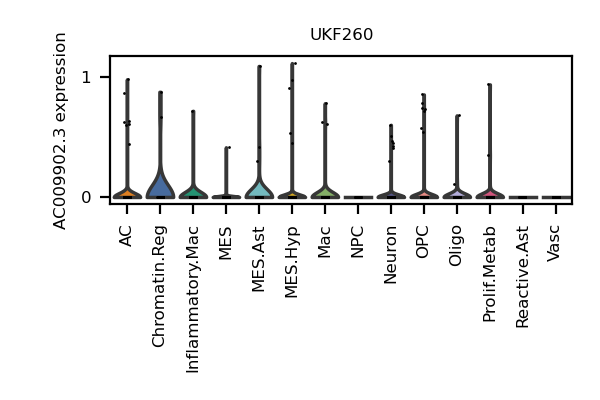 UKF260
AC009902.3 expression
1
0
AC
Chromatin.Reg
Inflammatory.Mac
MES
MES.Ast
MES.Hyp
Mac
NPC
Neuron
OPC
Oligo
Prolif.Metab
Reactive.Ast
Vasc